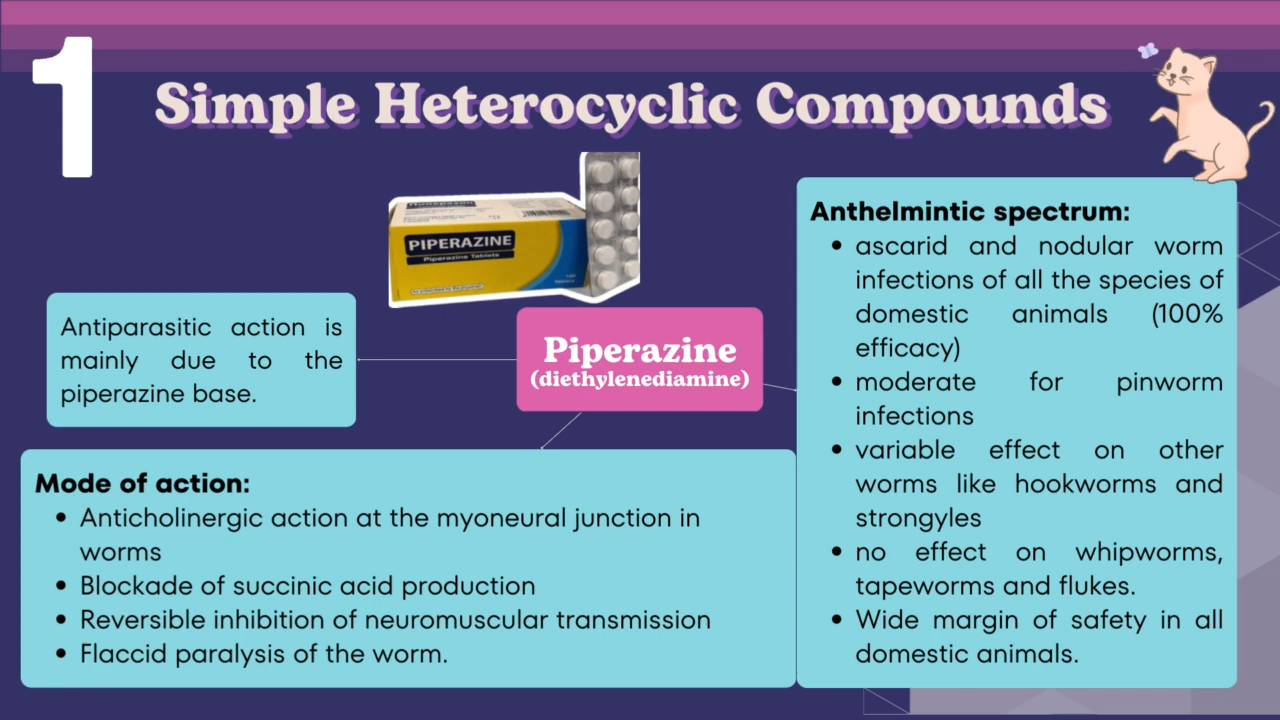 1
Simple Heterocyclic Compounds
PIPERAZINE
Piperazine Tablets
Piperazine
(diethylenediamine)
Antiparasitic action is
mainly due to the
piperazine base.
Mode of action:
• Anticholinergic action at the myoneural junction in
worms
• Blockade of succinic acid production
• Reversible inhibition of neuromuscular transmission
• Flaccid paralysis of the worm.
Anthelmintic spectrum:
• ascarid and nodular worm
infections of all the species of
domestic animals (100%
efficacy)
• moderate for pinworm
infections
• variable effect on other
worms like hookworms and
strongyles
• no effect on whipworms,
tapeworms and flukes.
• Wide margin of safety in all
domestic animals.